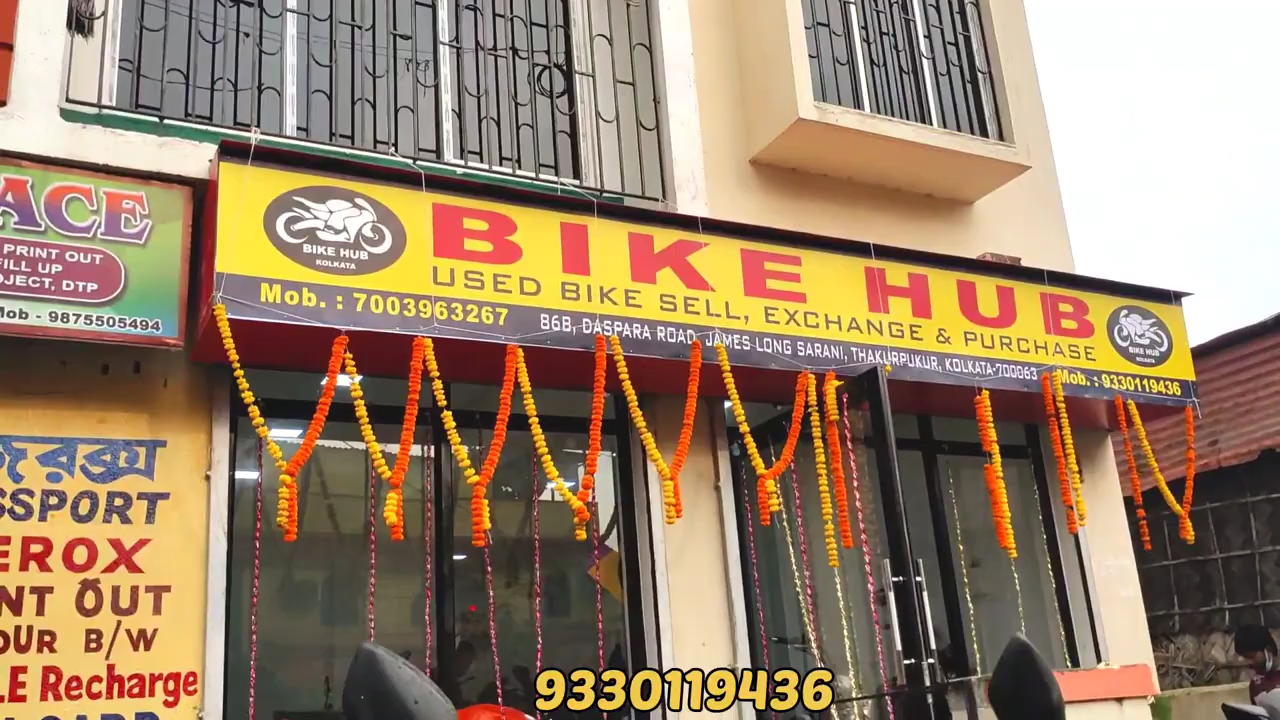 ACE
PRINT OUT
FILL UP
OJECT, DTP
Mob - 9875505494
BIKE HUB
KOLKATA
BIKE HUB
USED BIKE SELL, EXCHANGE & PURCHASE
Mob. : 7003963267
86B, DASPARA ROAD, JAMES LONG SARANI, THAKURPUKUR, KOLKATA-700063
Mob. : 9330119436
BIKE HUB
KOLKATA
জেরক্স
SSPORT
EROX
NT OUT
OUR B/W
LE Recharge
9330119436